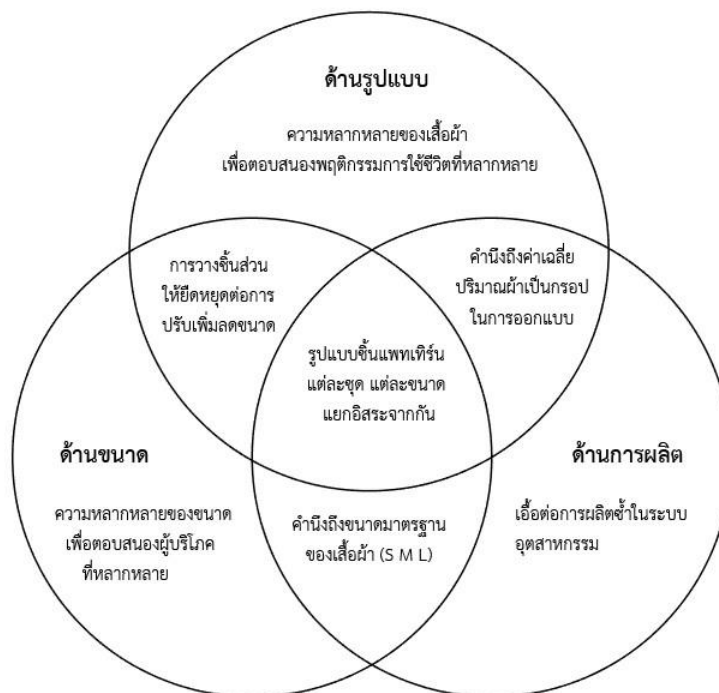 ด้านรูปแบบ
ความหลากหลายของเสื้อผ้า
เพื่อตอบสนองพฤติกรรมการใช้ชีวิตที่หลากหลาย
การวางชิ้นส่วน
ให้ยืดหยุดต่อการ
ปรับเพิ่มลดขนาด
คำนึงถึงค่าเฉลี่ย
ปริมาณผ้าเป็นกรอป
ในการออกแบบ
รูปแบบชิ้นแพทเทิร์น
แต่ละชุด แต่ละขนาด
แยกอิสระจากกัน
ด้านขนาด
ความหลากหลายของขนาด
เพื่อตอบสนองผู้บริโภค
ที่หลากหลาย
คำนึงถึงขนาดมาตรฐาน
ของเสื้อผ้า (S M L)
ด้านการผลิต
เอื้อต่อการผลิตซ้ำในระบบ
อุตสาหกรรม